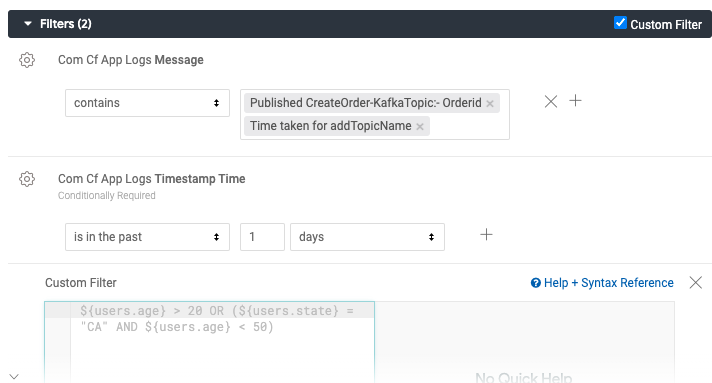 Filters (2)
Custom Filter
Com Cf App Logs Message
contains
Published CreateOrder-KafkaTopic:- Orderid
Time taken for addTopicName
Com Cf App Logs Timestamp Time
Conditionally Required
is in the past
1
days
Custom Filter
Help + Syntax Reference
${users.age} > 20 OR (${users.state} =
"CA" AND ${users.age} < 50)
No Quick Help